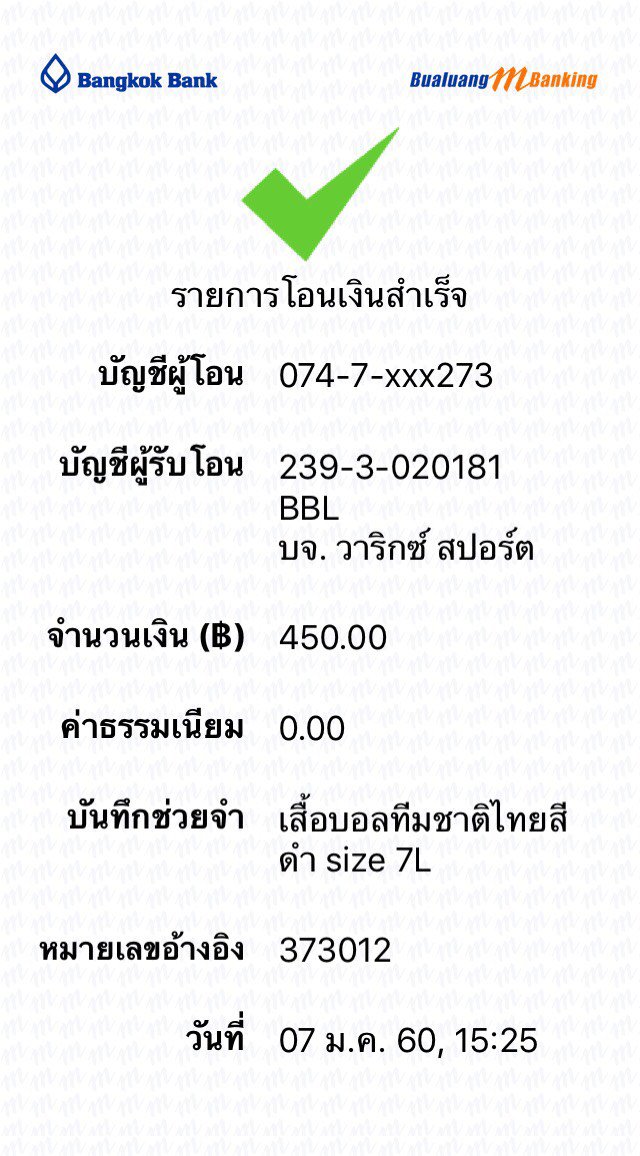 Bangkok Bank
Bualuang mBanking
รายการโอนเงินสำเร็จ
บัญชีผู้โอน 074-7-xxx273
บัญชีผู้รับโอน 239-3-020181
BBL
บจ. วาริกซ์ สปอร์ต
จำนวนเงิน (฿) 450.00
ค่าธรรมเนียม 0.00
บันทึกช่วยจำ เสื้อบอลทีมชาติไทยสี
ดำ size 7L
หมายเลขอ้างอิง 373012
วันที่ 07 ม.ค. 60, 15:25